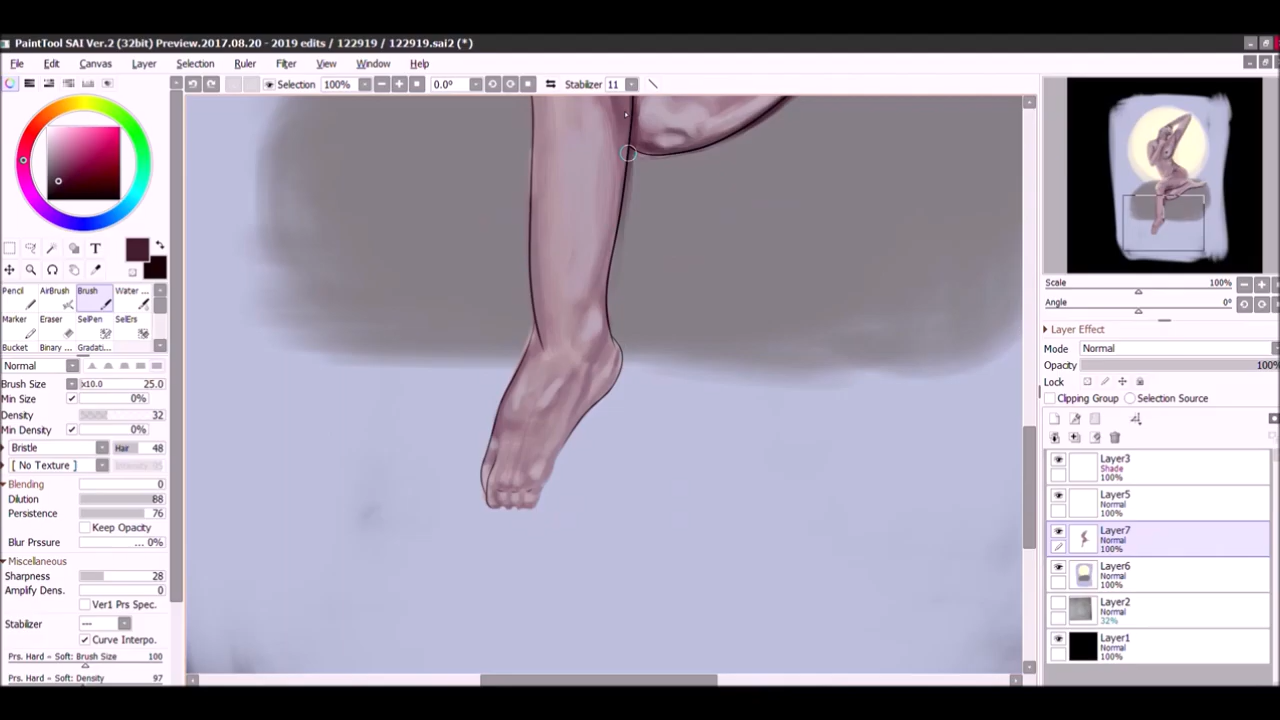 PaintTool SAI Ver.2 (32bit) Preview.2017.08.20 - 2019 edits / 122919 / 122919.sai2 (*)
File Edit Canvas Layer Selection Ruler Filter View Window Help
Selection 100% 0.0º Stabilizer 11
T
Pencil AirBrush Brush Water ..
Marker Eraser SelPen SelErs
Bucket Binary ... Gradati...
Normal
Brush Size x10.0 25.0
Min Size 0%
Density 32
Min Density 0%
Bristle Hair 48
[ No Texture ]
Blending 0
Dilution 88
Persistence 76
Keep Opacity
Blur Prssure ... 0%
Miscellaneous
Sharpness 28
Amplify Dens. 0
Ver1 Prs Spec.
Stabilizer ---
Curve Interpo.
Prs. Hard - Soft: Brush Size 100
Prs. Hard - Soft: Density 97
Scale 100%
Angle 0º
Layer Effect
Mode Normal
Opacity 100%
Lock
Clipping Group Selection Source
Layer3
Shade
100%
Layer5
Normal
100%
Layer7
Normal
100%
Layer6
Normal
100%
Layer2
Normal
32%
Layer1
Normal
100%